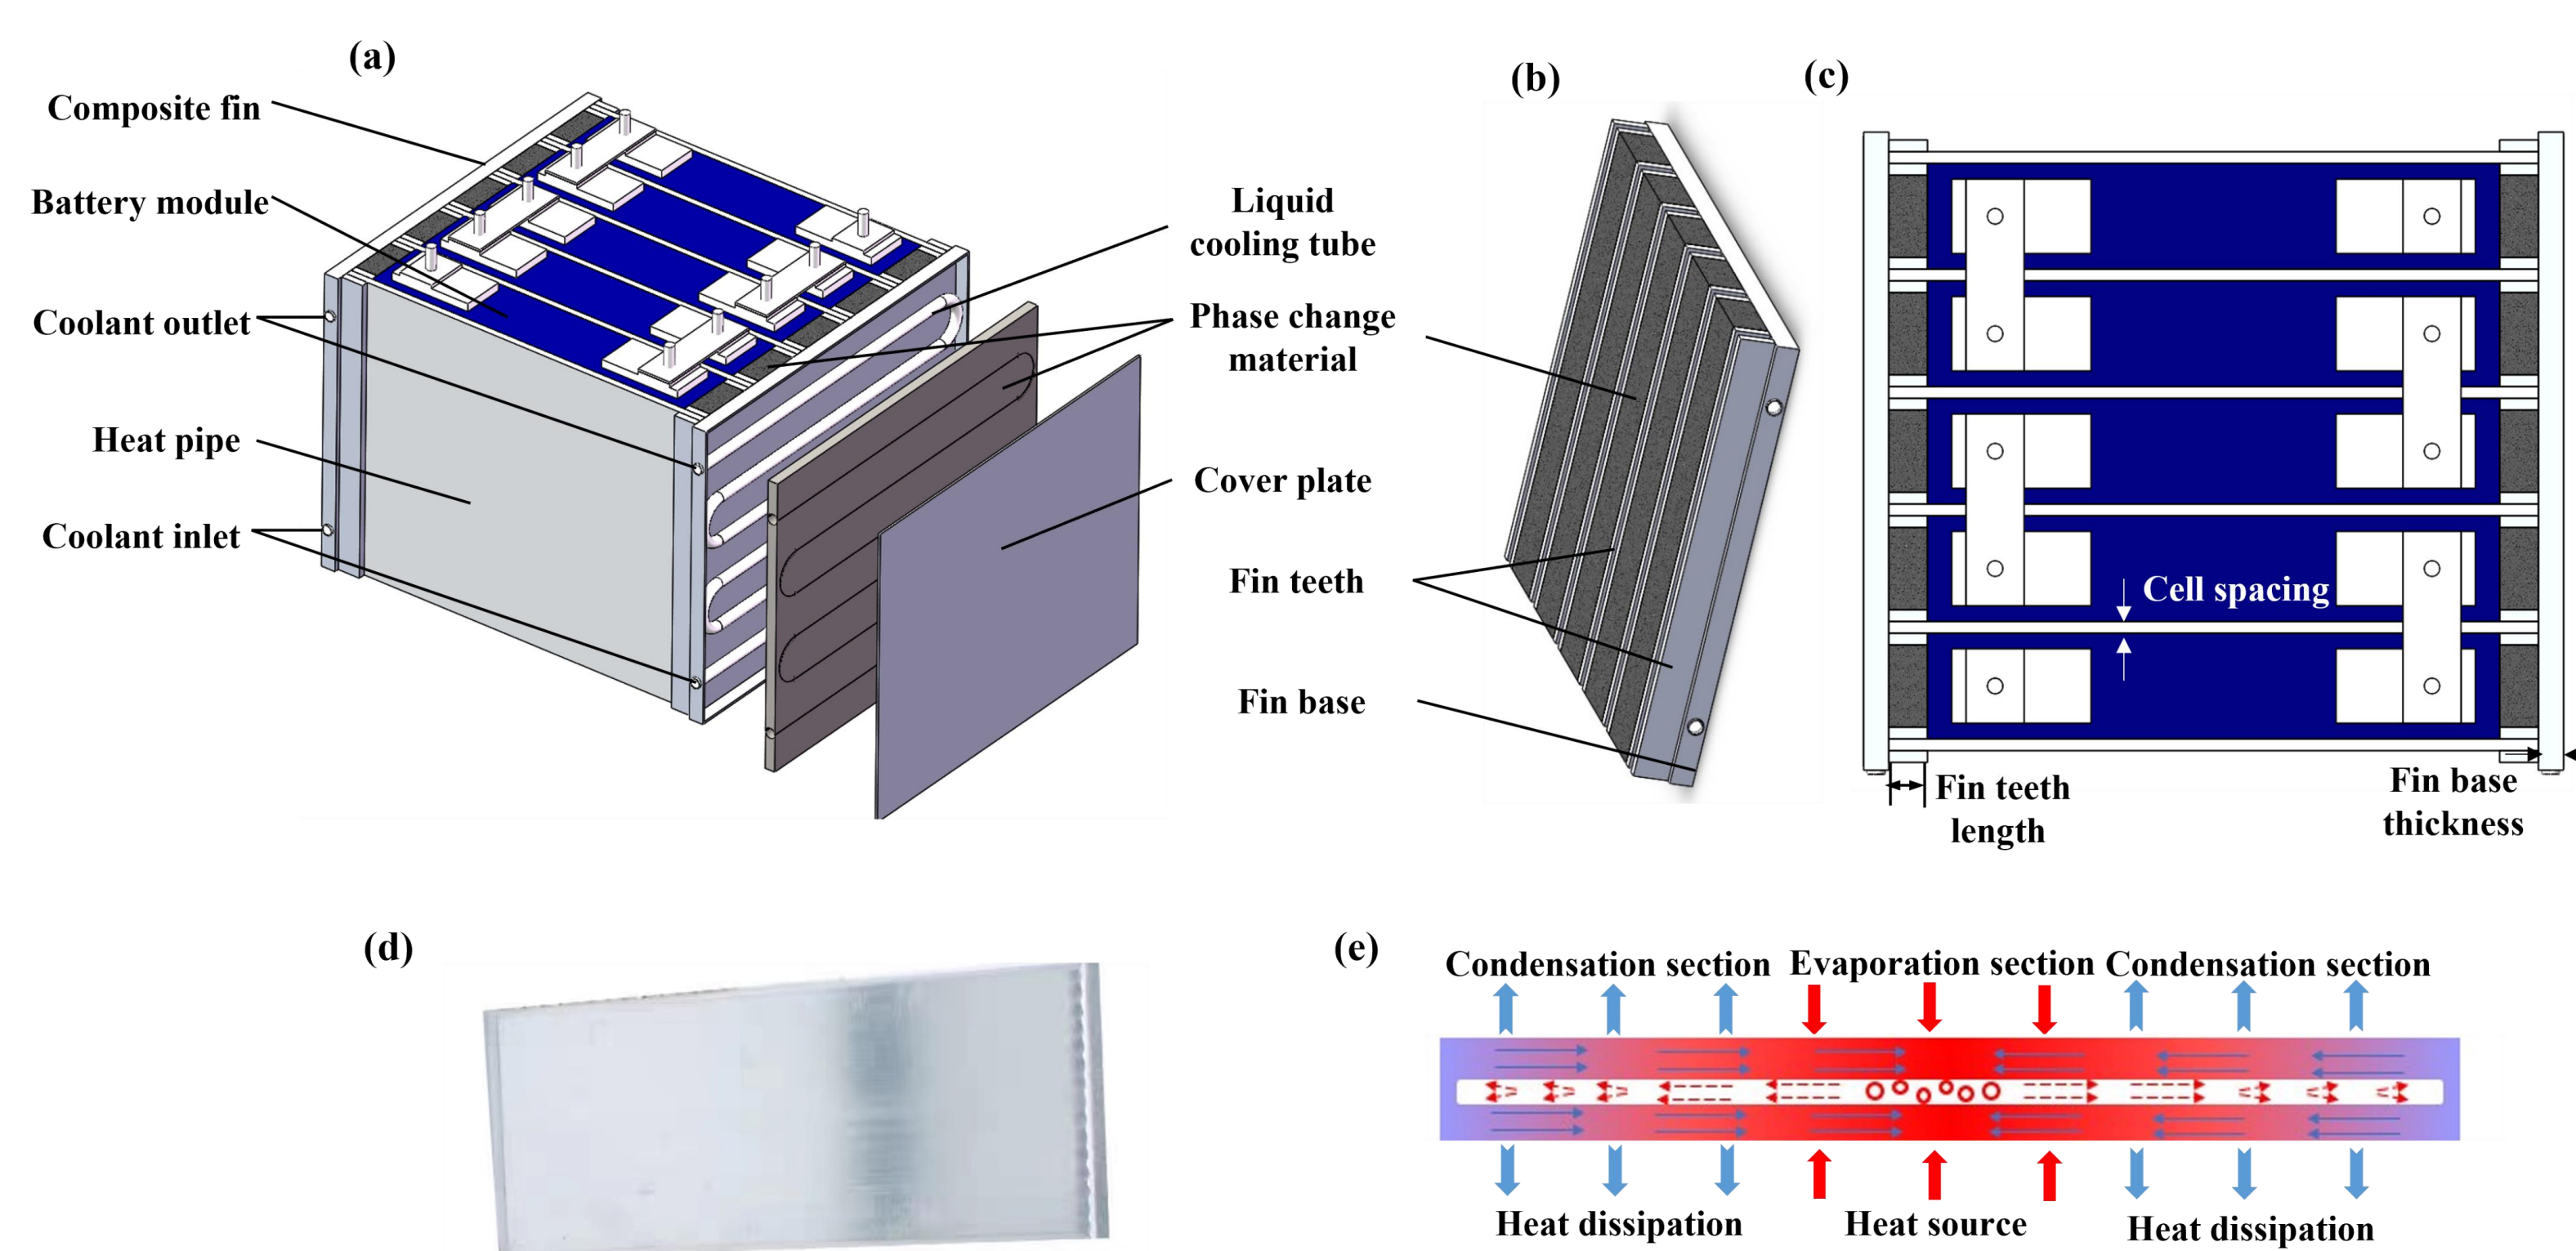 (a)
Composite fin
Battery module
Coolant outlet
Heat pipe
Coolant inlet
Liquid
cooling tube
Phase change
material
Cover plate
(b)
Fin teeth
Fin base
(c)
Cell spacing
Fin teeth
length
Fin base
thickness
(d)
(e)
Condensation section
Evaporation section
Condensation section
Heat dissipation
Heat source
Heat dissipation